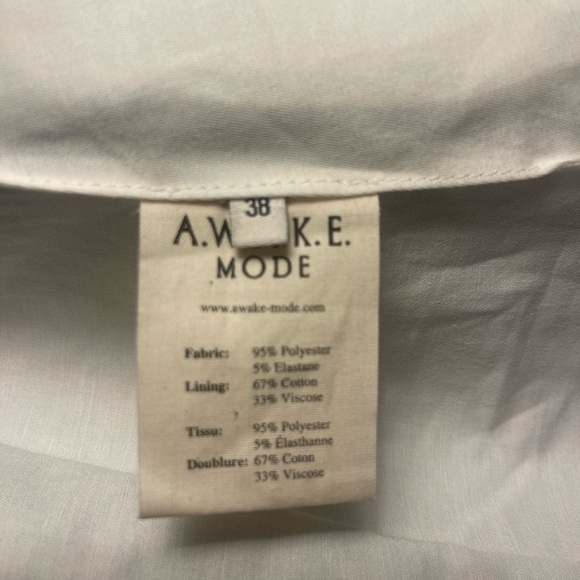 38
A.W K.E.
MODE
www.awake-mode.com
Fabric: 95% Polyester
5% Elastane
Lining: 67% Cotton
33% Viscose
Tissu: 95% Polyester
5% Élasthanne
Doublure: 67% Coton
33% Viscose